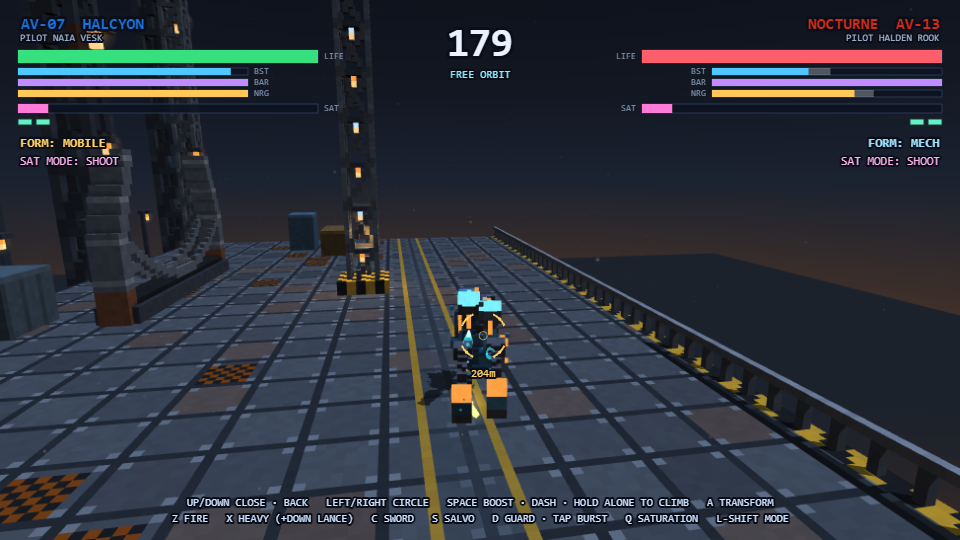 AV-07 HALCYON
PILOT NAIA VESK
LIFE
BST
BAR
NRG
SAT
FORM: MOBILE
SAT MODE: SHOOT
179
FREE ORBIT
NOCTURNE AV-13
PILOT HALDEN ROOK
LIFE
BST
BAR
NRG
SAT
FORM: MECH
SAT MODE: SHOOT
204m
UP/DOWN CLOSE · BACK LEFT/RIGHT CIRCLE SPACE BOOST · DASH · HOLD ALONE TO CLIMB A TRANSFORM
Z FIRE X HEAVY (+DOWN LANCE) C SWORD S SALVO D GUARD · TAP BURST Q SATURATION L-SHIFT MODE